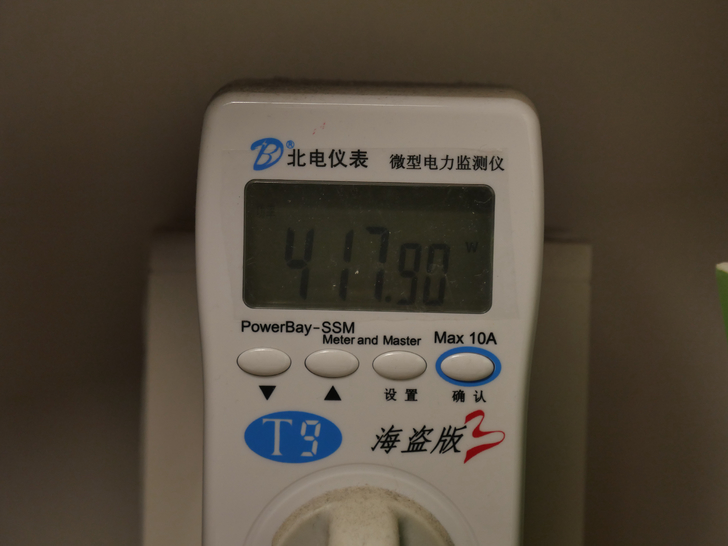 B® 北电仪表 微型电力监测仪
417.90 W
PowerBay-SSM
Meter and Master Max 10A
▼ ▲ 设置 确认
T9 海盗版3